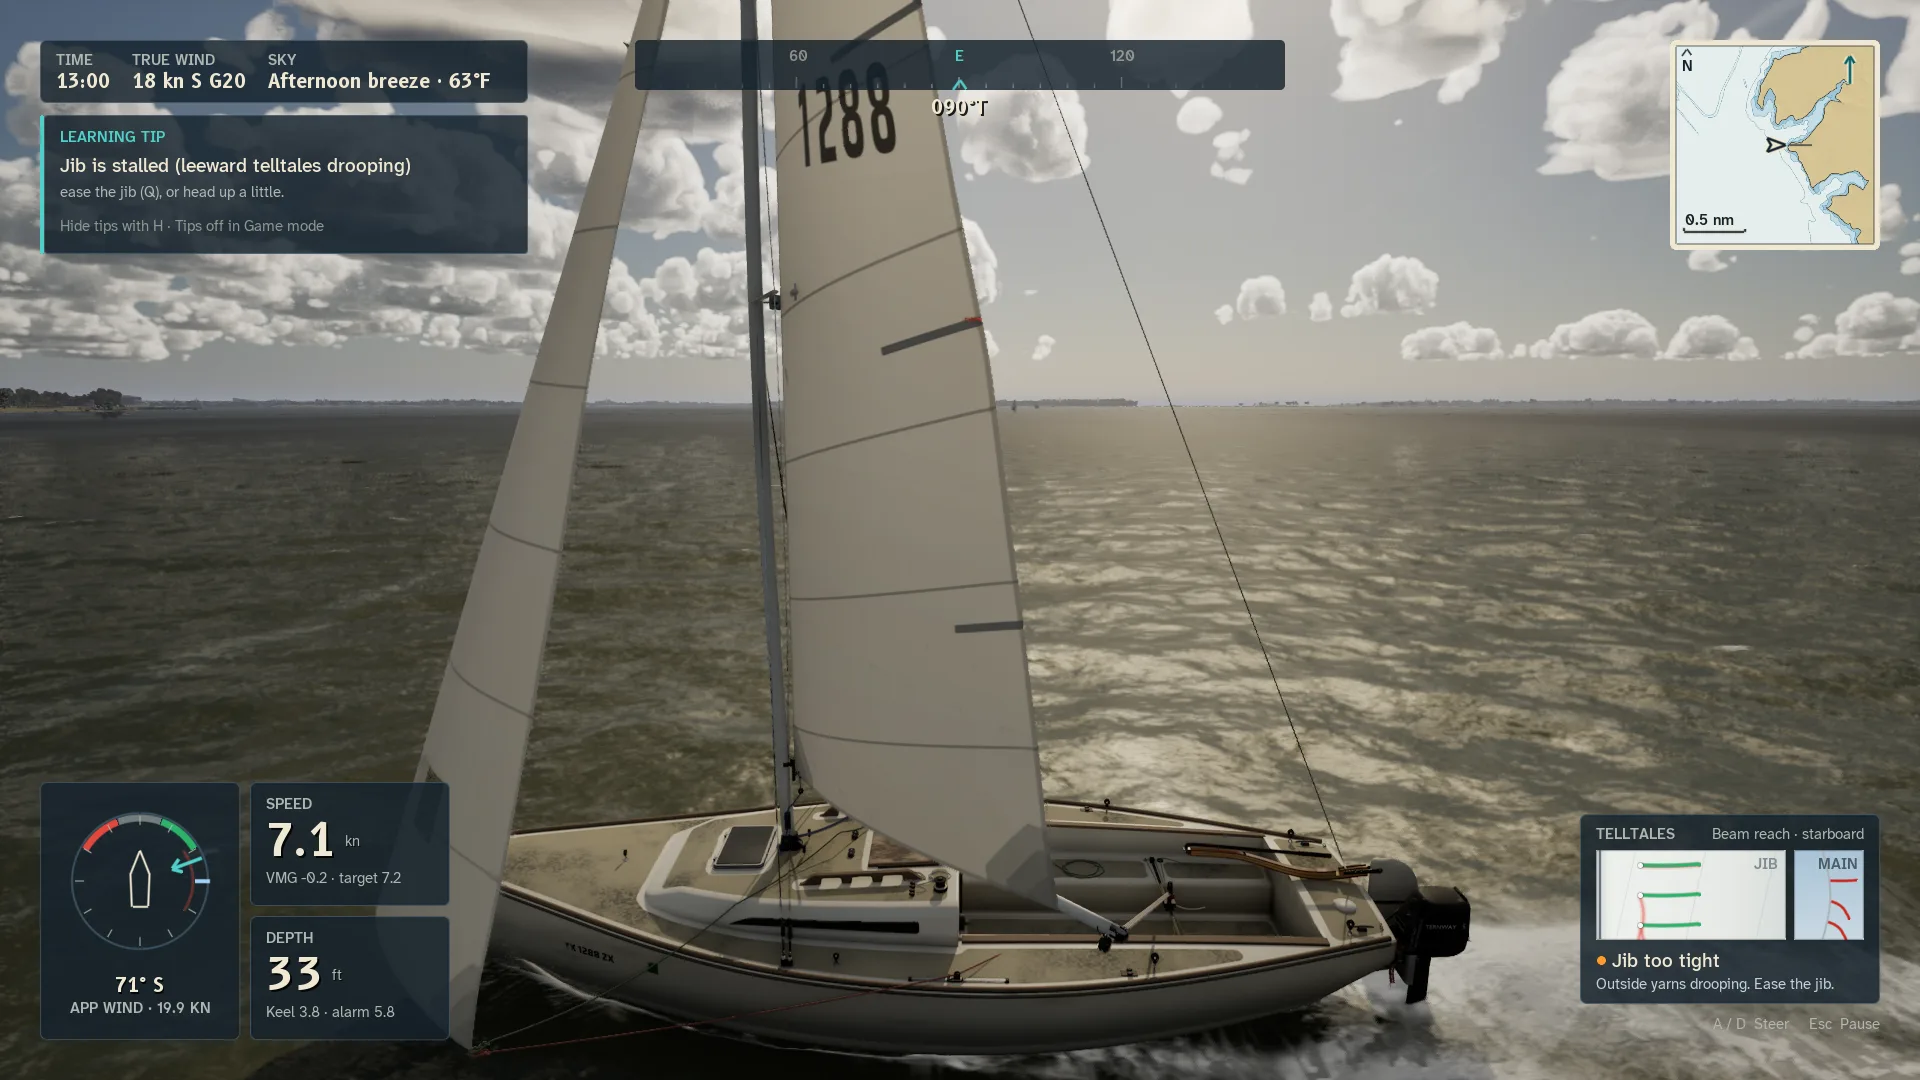 TIME TRUE WIND SKY
13:00 18 kn S G20 Afternoon breeze · 63°F
LEARNING TIP
Jib is stalled (leeward telltales drooping)
ease the jib (Q), or head up a little.
Hide tips with H · Tips off in Game mode
60 E 120
090°T
1288
N
0.5 nm
71° S
APP WIND · 19.9 KN
SPEED
7.1 kn
VMG -0.2 · target 7.2
DEPTH
33 ft
Keel 3.8 · alarm 5.8
TX 1288 ZX
TELLTALES Beam reach · starboard
JIB MAIN
Jib too tight
Outside yarns drooping. Ease the jib.
A / D Steer Esc Pause